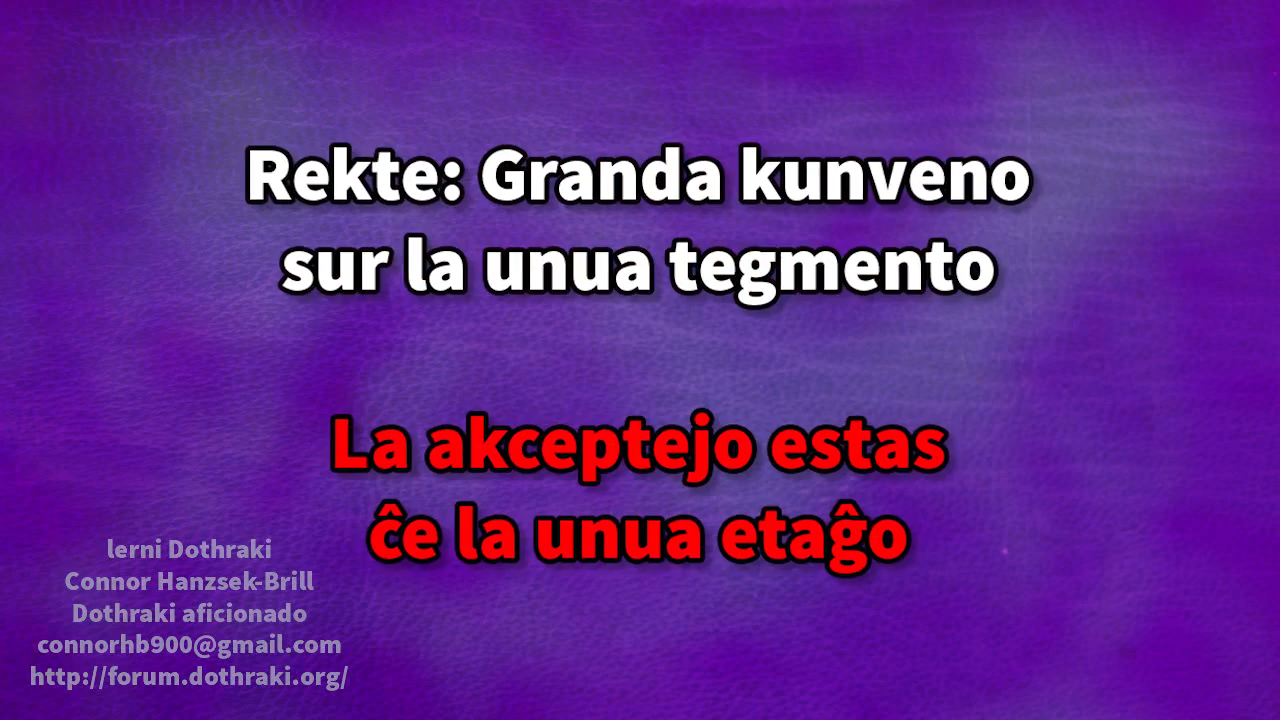 Rekte: Granda kunveno
sur la unua tegmento
La akceptejo estas
ĉe la unua etaĝo
lerni Dothraki
Connor Hanzsek-Brill
Dothraki aficionado
connorhb900@gmail.com
http://forum.dothraki.org/